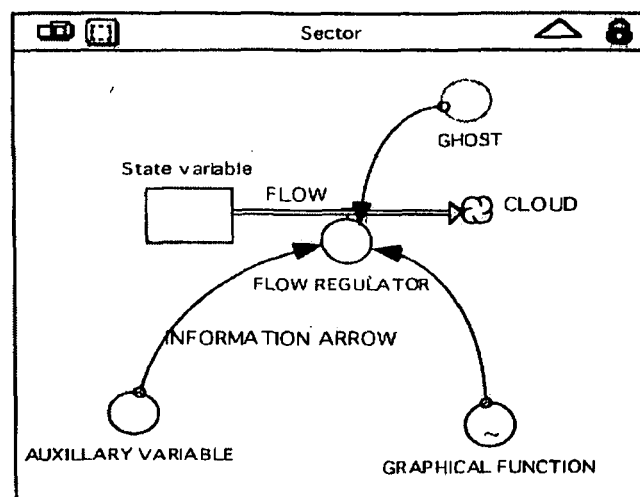 Sector
GHOST
State variable
FLOW
CLOUD
FLOW REGULATOR
INFORMATION ARROW
~
AUXILLARY VARIABLE
GRAPHICAL FUNCTION